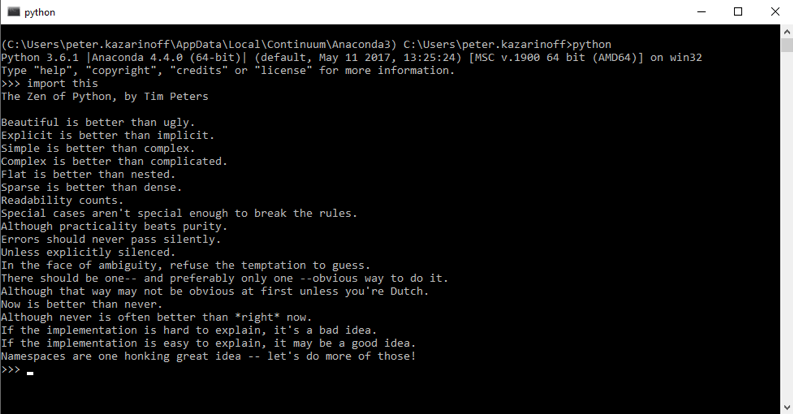 python
(C:\Users\peter.kazarinoff\AppData\Local\Continuum\Anaconda3) C:\Users\peter.kazarinoff>python
Python 3.6.1 |Anaconda 4.4.0 (64-bit)| (default, May 11 2017, 13:25:24) [MSC v.1900 64 bit (AMD64)] on win32
Type "help", "copyright", "credits" or "license" for more information.
>>> import this
The Zen of Python, by Tim Peters

Beautiful is better than ugly.
Explicit is better than implicit.
Simple is better than complex.
Complex is better than complicated.
Flat is better than nested.
Sparse is better than dense.
Readability counts.
Special cases aren't special enough to break the rules.
Although practicality beats purity.
Errors should never pass silently.
Unless explicitly silenced.
In the face of ambiguity, refuse the temptation to guess.
There should be one-- and preferably only one --obvious way to do it.
Although that way may not be obvious at first unless you're Dutch.
Now is better than never.
Although never is often better than *right* now.
If the implementation is hard to explain, it's a bad idea.
If the implementation is easy to explain, it may be a good idea.
Namespaces are one honking great idea -- let's do more of those!
>>>